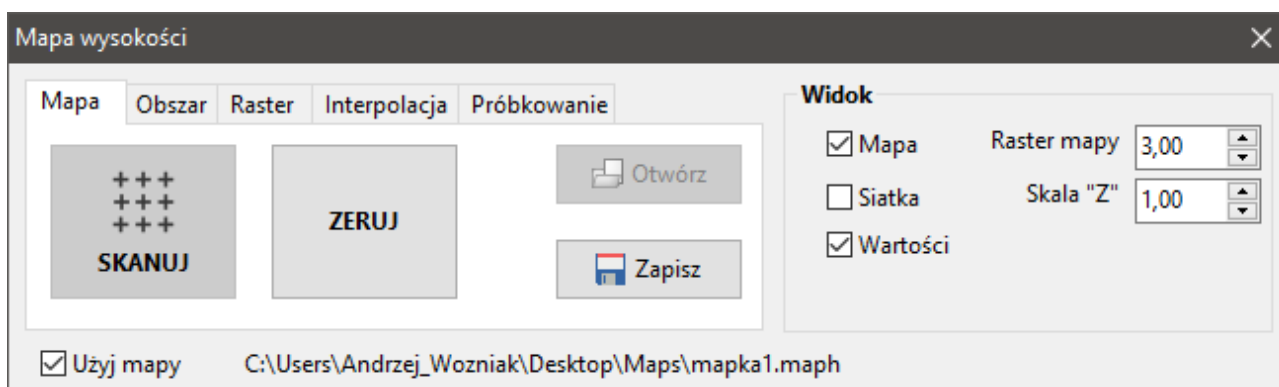 Mapa wysokości
Mapa Obszar Raster Interpolacja Próbkowanie
SKANUJ
ZERUJ
Otwórz
Zapisz
Widok
Mapa Raster mapy 3,00
Siatka Skala "Z" 1,00
Wartości
Użyj mapy C:\Users\Andrzej_Wozniak\Desktop\Maps\mapka1.maph